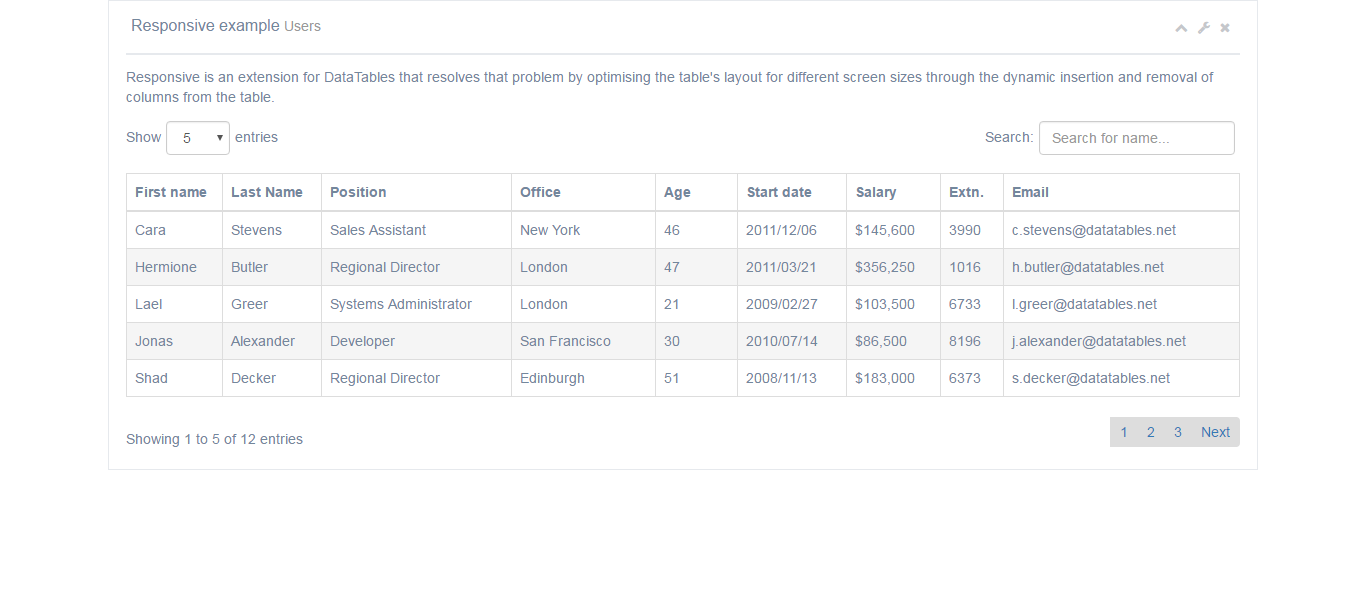 Responsive example Users
Responsive is an extension for DataTables that resolves that problem by optimising the table's layout for different screen sizes through the dynamic insertion and removal of
columns from the table.
Show 5 entries Search: Search for name...
First name Last Name Position Office Age Start date Salary Extn. Email
Cara Stevens Sales Assistant New York 46 2011/12/06 $145,600 3990 c.stevens@datatables.net
Hermione Butler Regional Director London 47 2011/03/21 $356,250 1016 h.butler@datatables.net
Lael Greer Systems Administrator London 21 2009/02/27 $103,500 6733 l.greer@datatables.net
Jonas Alexander Developer San Francisco 30 2010/07/14 $86,500 8196 j.alexander@datatables.net
Shad Decker Regional Director Edinburgh 51 2008/11/13 $183,000 6373 s.decker@datatables.net
Showing 1 to 5 of 12 entries 1 2 3 Next